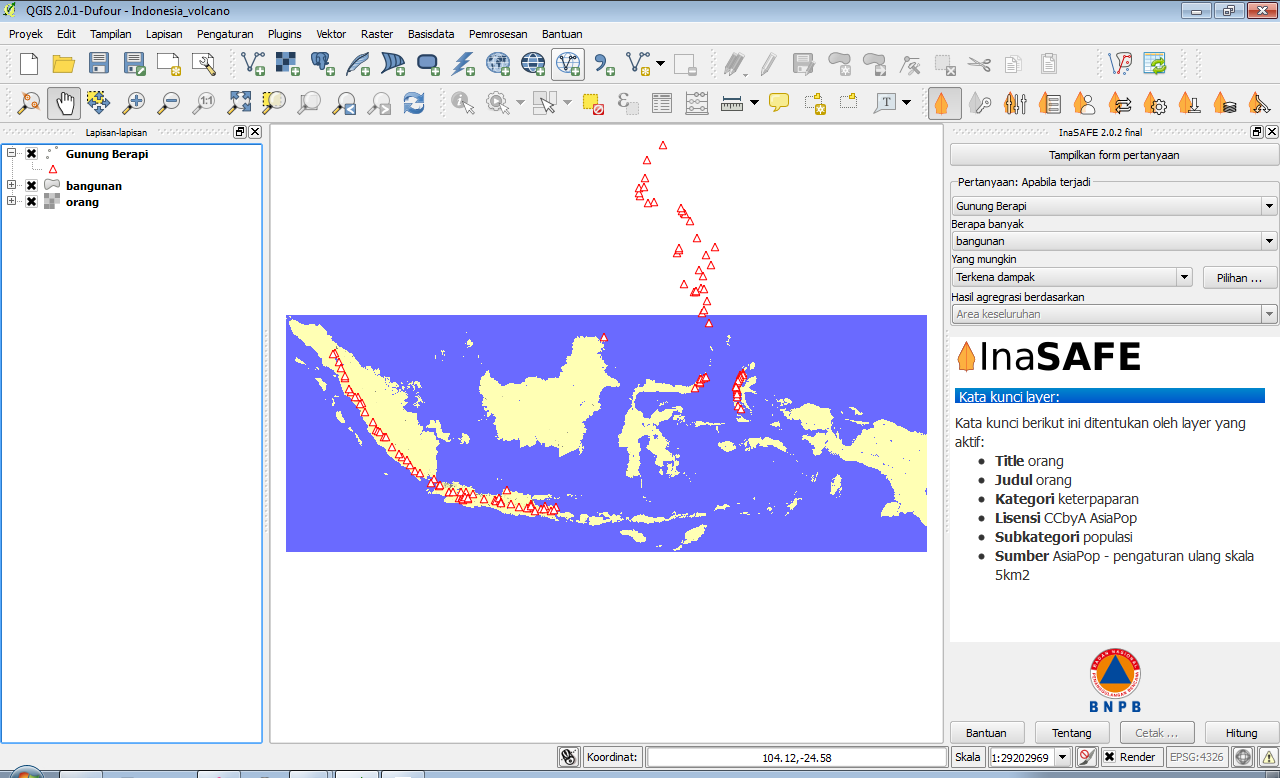 QGIS 2.0.1-Dufour - Indonesia_volcano
Proyek Edit Tampilan Lapisan Pengaturan Plugins Vektor Raster Basisdata Pemrosesan Bantuan
1:1
T
Lapisan-lapisan
Gunung Berapi
bangunan
orang
InaSAFE 2.0.2 final
Tampilkan form pertanyaan
Pertanyaan: Apabila terjadi
Gunung Berapi
Berapa banyak
bangunan
Yang mungkin
Terkena dampak
Pilihan ...
Hasil agregrasi berdasarkan
Area keseluruhan
InaSAFE
Kata kunci layer:
Kata kunci berikut ini ditentukan oleh layer yang
aktif:
Title orang
Judul orang
Kategori keterpaparan
Lisensi CCbyA AsiaPop
Subkategori populasi
Sumber AsiaPop - pengaturan ulang skala
5km2
BNPB
Bantuan Tentang Cetak ... Hitung
Koordinat: 104.12,-24.58 Skala 1:29202969 Render EPSG:4326